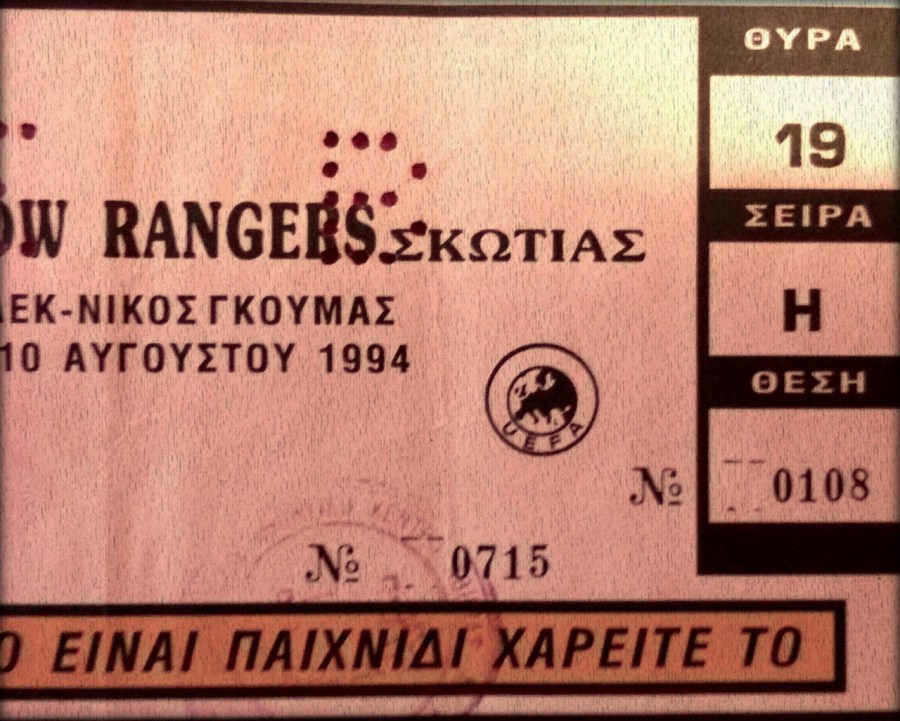 ΘΥΡΑ
19
ΣΕΙΡΑ
Η
ΘΕΣΗ
№ 0108
RANGERS ΣΚΩΤΙΑΣ
ΑΕΚ-ΝΙΚΟΣ ΓΚΟΥΜΑΣ
10 ΑΥΓΟΥΣΤΟΥ 1994
UEFA
№ 0715
ΕΙΝΑΙ ΠΑΙΧΝΙΔΙ ΧΑΡΕΙΤΕ ΤΟ